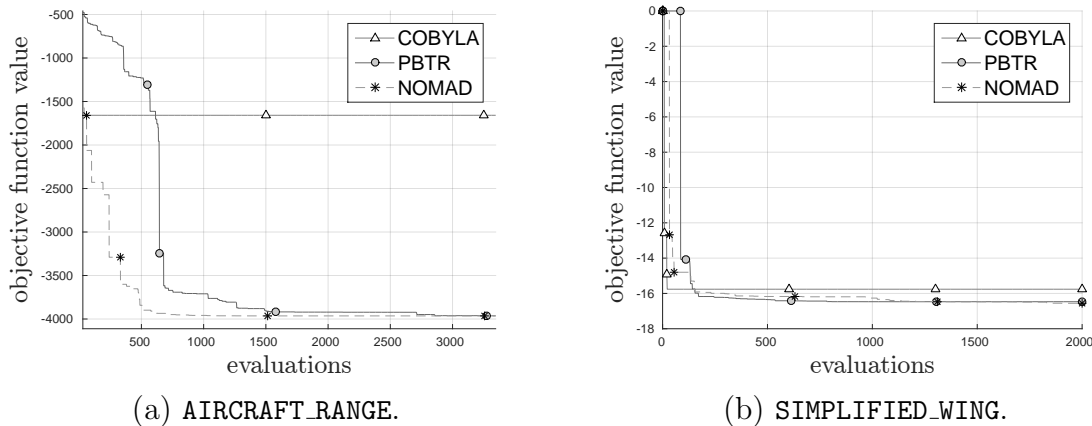 objective function value
-500
-1000
-1500
-2000
-2500
-3000
-3500
-4000
500
1000
1500
2000
2500
3000
evaluations
COBYLA
PBTR
NOMAD
(a) AIRCRAFT_RANGE.
objective function value
0
-2
-4
-6
-8
-10
-12
-14
-16
-18
0
500
1000
1500
2000
evaluations
COBYLA
PBTR
NOMAD
(b) SIMPLIFIED_WING.